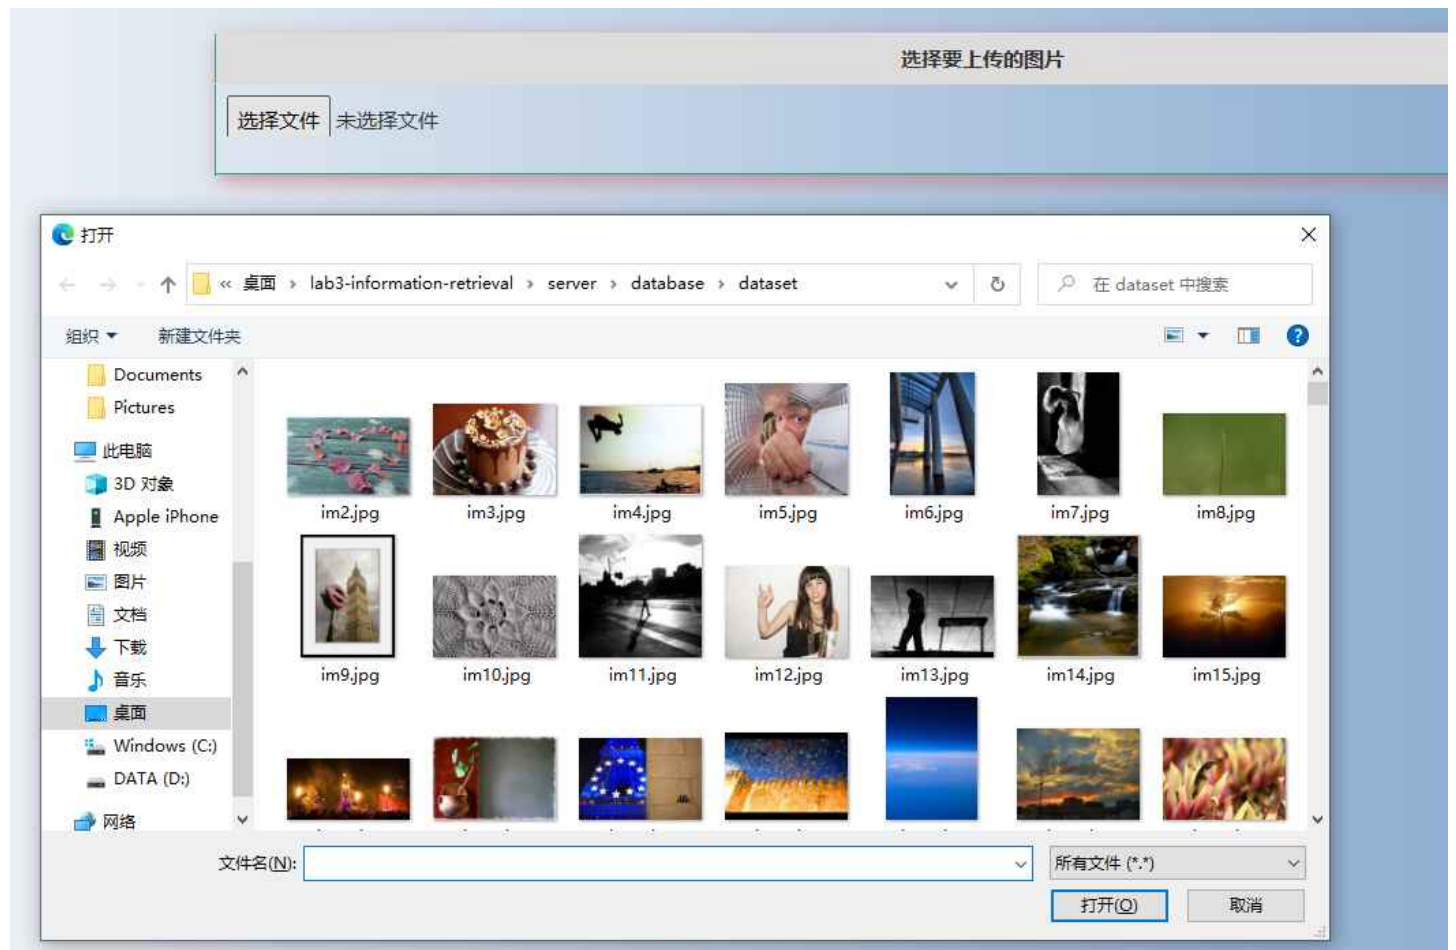 选择要上传的图片
选择文件 未选择文件
打开
« 桌面 › lab3-information-retrieval › server › database › dataset
在 dataset 中搜索
组织 新建文件夹
Documents
Pictures
此电脑
3D 对象
Apple iPhone
视频
图片
文档
下载
音乐
桌面
Windows (C:)
DATA (D:)
网络
im2.jpg im3.jpg im4.jpg im5.jpg im6.jpg im7.jpg im8.jpg
im9.jpg im10.jpg im11.jpg im12.jpg im13.jpg im14.jpg im15.jpg
文件名(N):
所有文件 (*.*)
打开(O) 取消